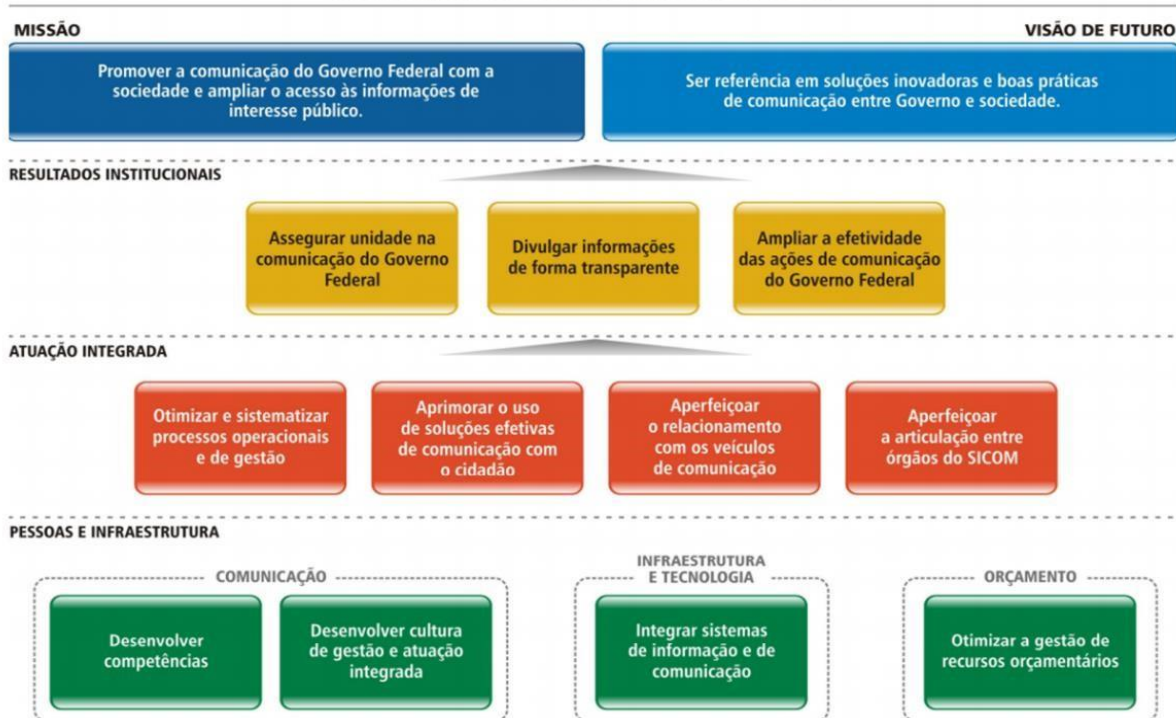 MISSÃO
VISÃO DE FUTURO
Promover a comunicação do Governo Federal com a
sociedade e ampliar o acesso às informações de
interesse público.
Ser referência em soluções inovadoras e boas práticas
de comunicação entre Governo e sociedade.
RESULTADOS INSTITUCIONAIS
Assegurar unidade na
comunicação do Governo
Federal
Divulgar informações
de forma transparente
Ampliar a efetividade
das ações de comunicação
do Governo Federal
ATUAÇÃO INTEGRADA
Otimizar e sistematizar
processos operacionais
e de gestão
Aprimorar o uso
de soluções efetivas
de comunicação com
o cidadão
Aperfeiçoar
o relacionamento
com os veículos
de comunicação
Aperfeiçoar
a articulação entre
órgãos do SICOM
PESSOAS E INFRAESTRUTURA
COMUNICAÇÃO
Desenvolver
competências
Desenvolver cultura
de gestão e atuação
integrada
INFRAESTRUTURA
E TECNOLOGIA
Integrar sistemas
de informação e de
comunicação
ORÇAMENTO
Otimizar a gestão de
recursos orçamentários